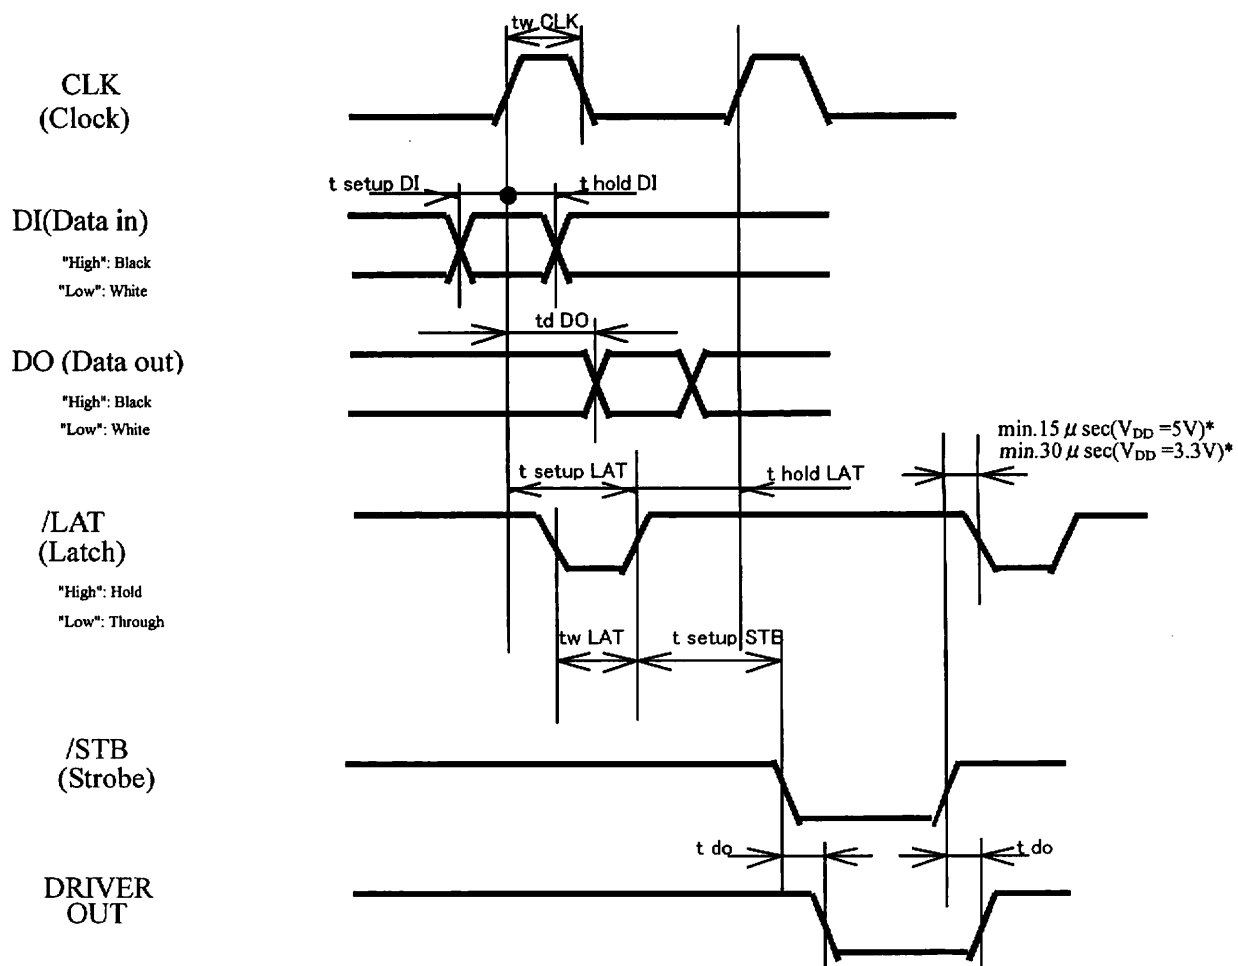 tw CLK
CLK
(Clock)
t setup DI
t hold DI
DI(Data in)
"High": Black
"Low": White
td DO
DO (Data out)
"High": Black
"Low": White
min.15 μ sec(VDD =5V)*
min.30 μ sec(VDD =3.3V)*
t setup LAT
t hold LAT
/LAT
(Latch)
"High": Hold
"Low": Through
tw LAT
t setup STB
/STB
(Strobe)
t do
t do
DRIVER
OUT